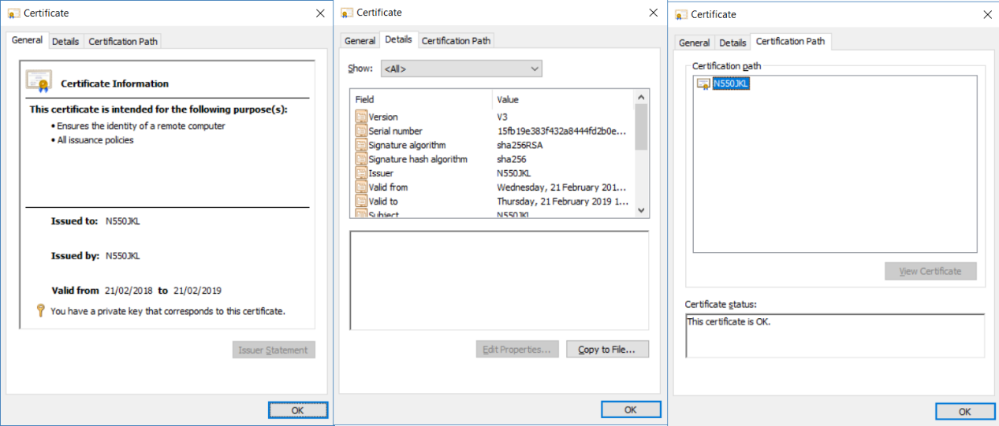 Certificate
General Details Certification Path
Certificate Information
This certificate is intended for the following purpose(s):
• Ensures the identity of a remote computer
• All issuance policies
Issued to: N550JKL
Issued by: N550JKL
Valid from 21/02/2018 to 21/02/2019
You have a private key that corresponds to this certificate.
Issuer Statement
OK
Certificate
General Details Certification Path
Show: <All>
Field Value
Version V3
Serial number 15fb19e383f432a8444fd2b0e...
Signature algorithm sha256RSA
Signature hash algorithm sha256
Issuer N550JKL
Valid from Wednesday, 21 February 201...
Valid to Thursday, 21 February 2019 1...
Subject N550JKL
Edit Properties... Copy to File...
OK
Certificate
General Details Certification Path
Certification path
N550JKL
View Certificate
Certificate status:
This certificate is OK.
OK